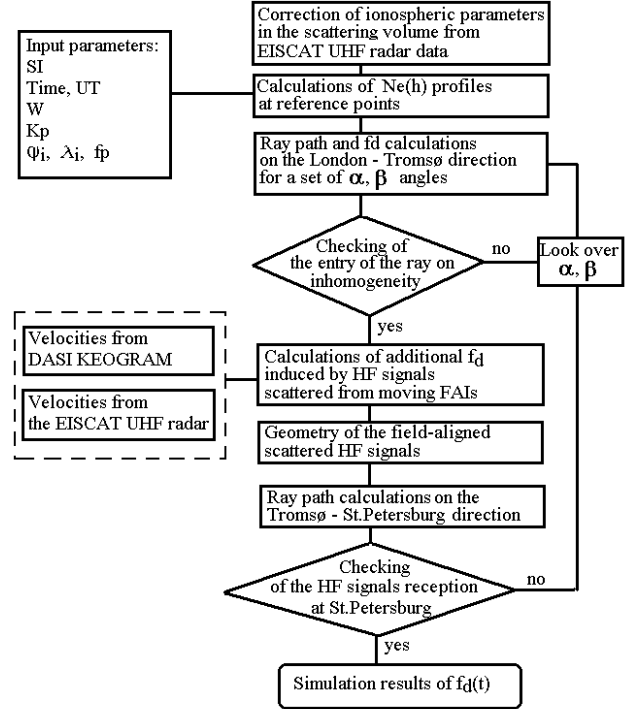 Correction of ionospheric parameters
in the scattering volume from
EISCAT UHF radar data
Input parameters:
SI
Time, UT
W
Kp
φi, λi, fp
Calculations of Ne(h) profiles
at reference points
Ray path and fd calculations
on the London - Tromsø direction
for a set of α, β angles
Checking of
the entry of the ray on
inhomogeneity
no
Look over
α, β
yes
Velocities from
DASI KEOGRAM
Velocities from
the EISCAT UHF radar
Calculations of additional fd
induced by HF signals
scattered from moving FAIs
Geometry of the field-aligned
scattered HF signals
Ray path calculations on the
Tromsø - St.Petersburg direction
Checking
of the HF signals reception
at St.Petersburg
no
yes
Simulation results of fd(t)